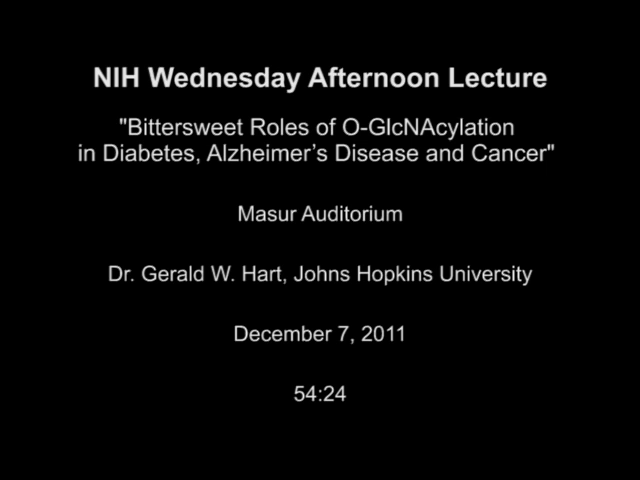 NIH Wednesday Afternoon Lecture
"Bittersweet Roles of O-GlcNAcylation
in Diabetes, Alzheimer’s Disease and Cancer"
Masur Auditorium
Dr. Gerald W. Hart, Johns Hopkins University
December 7, 2011
54:24